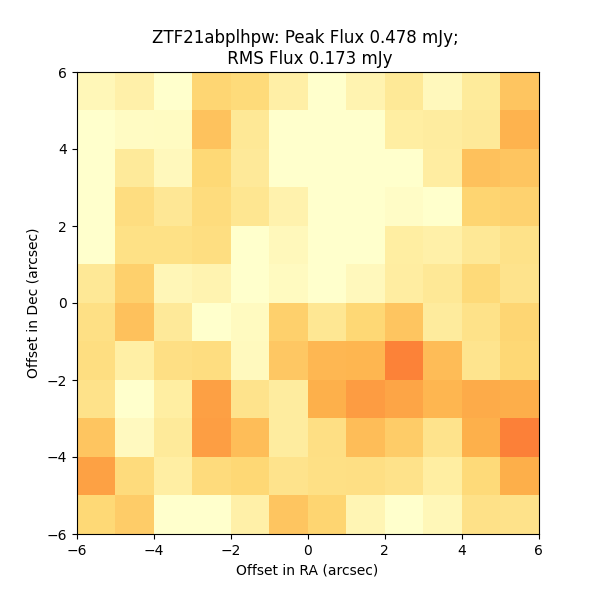 ZTF21abplhpw: Peak Flux 0.478 mJy;
RMS Flux 0.173 mJy
6
4
2
0
−2
−4
−6
Offset in Dec (arcsec)
−6 −4 −2 0 2 4 6
Offset in RA (arcsec)